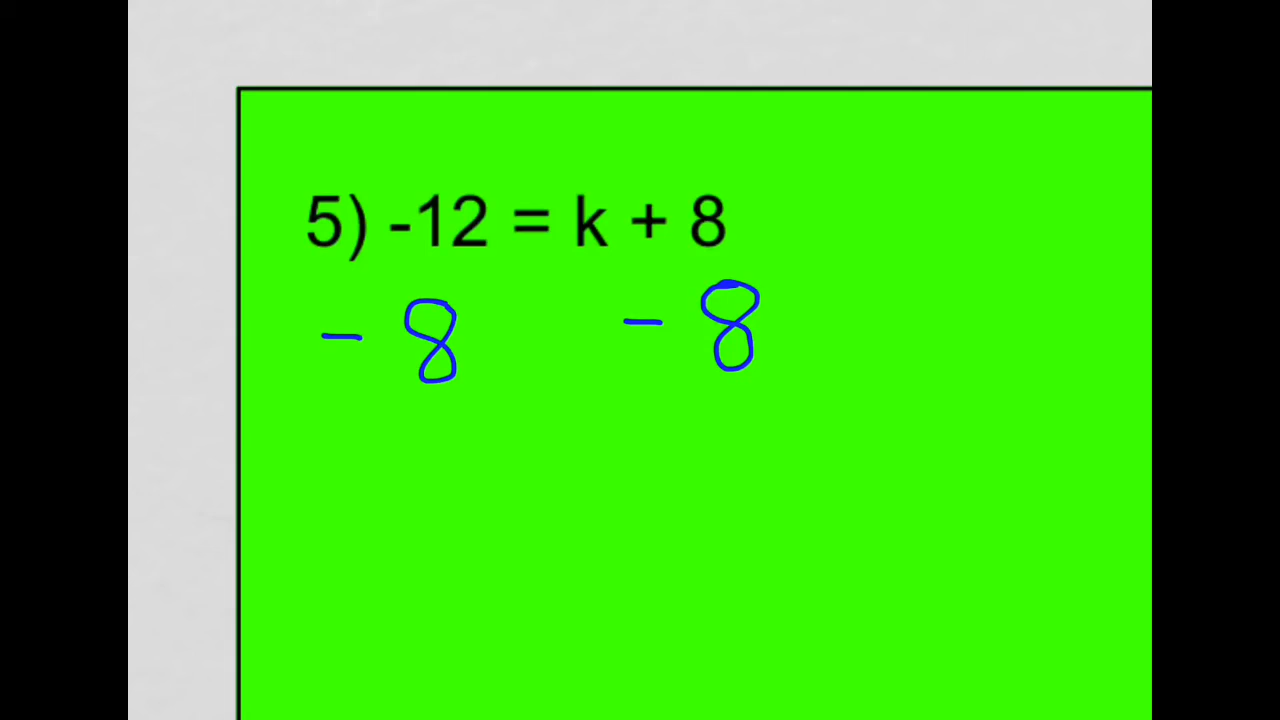 5) -12 = k + 8
- 8 - 8